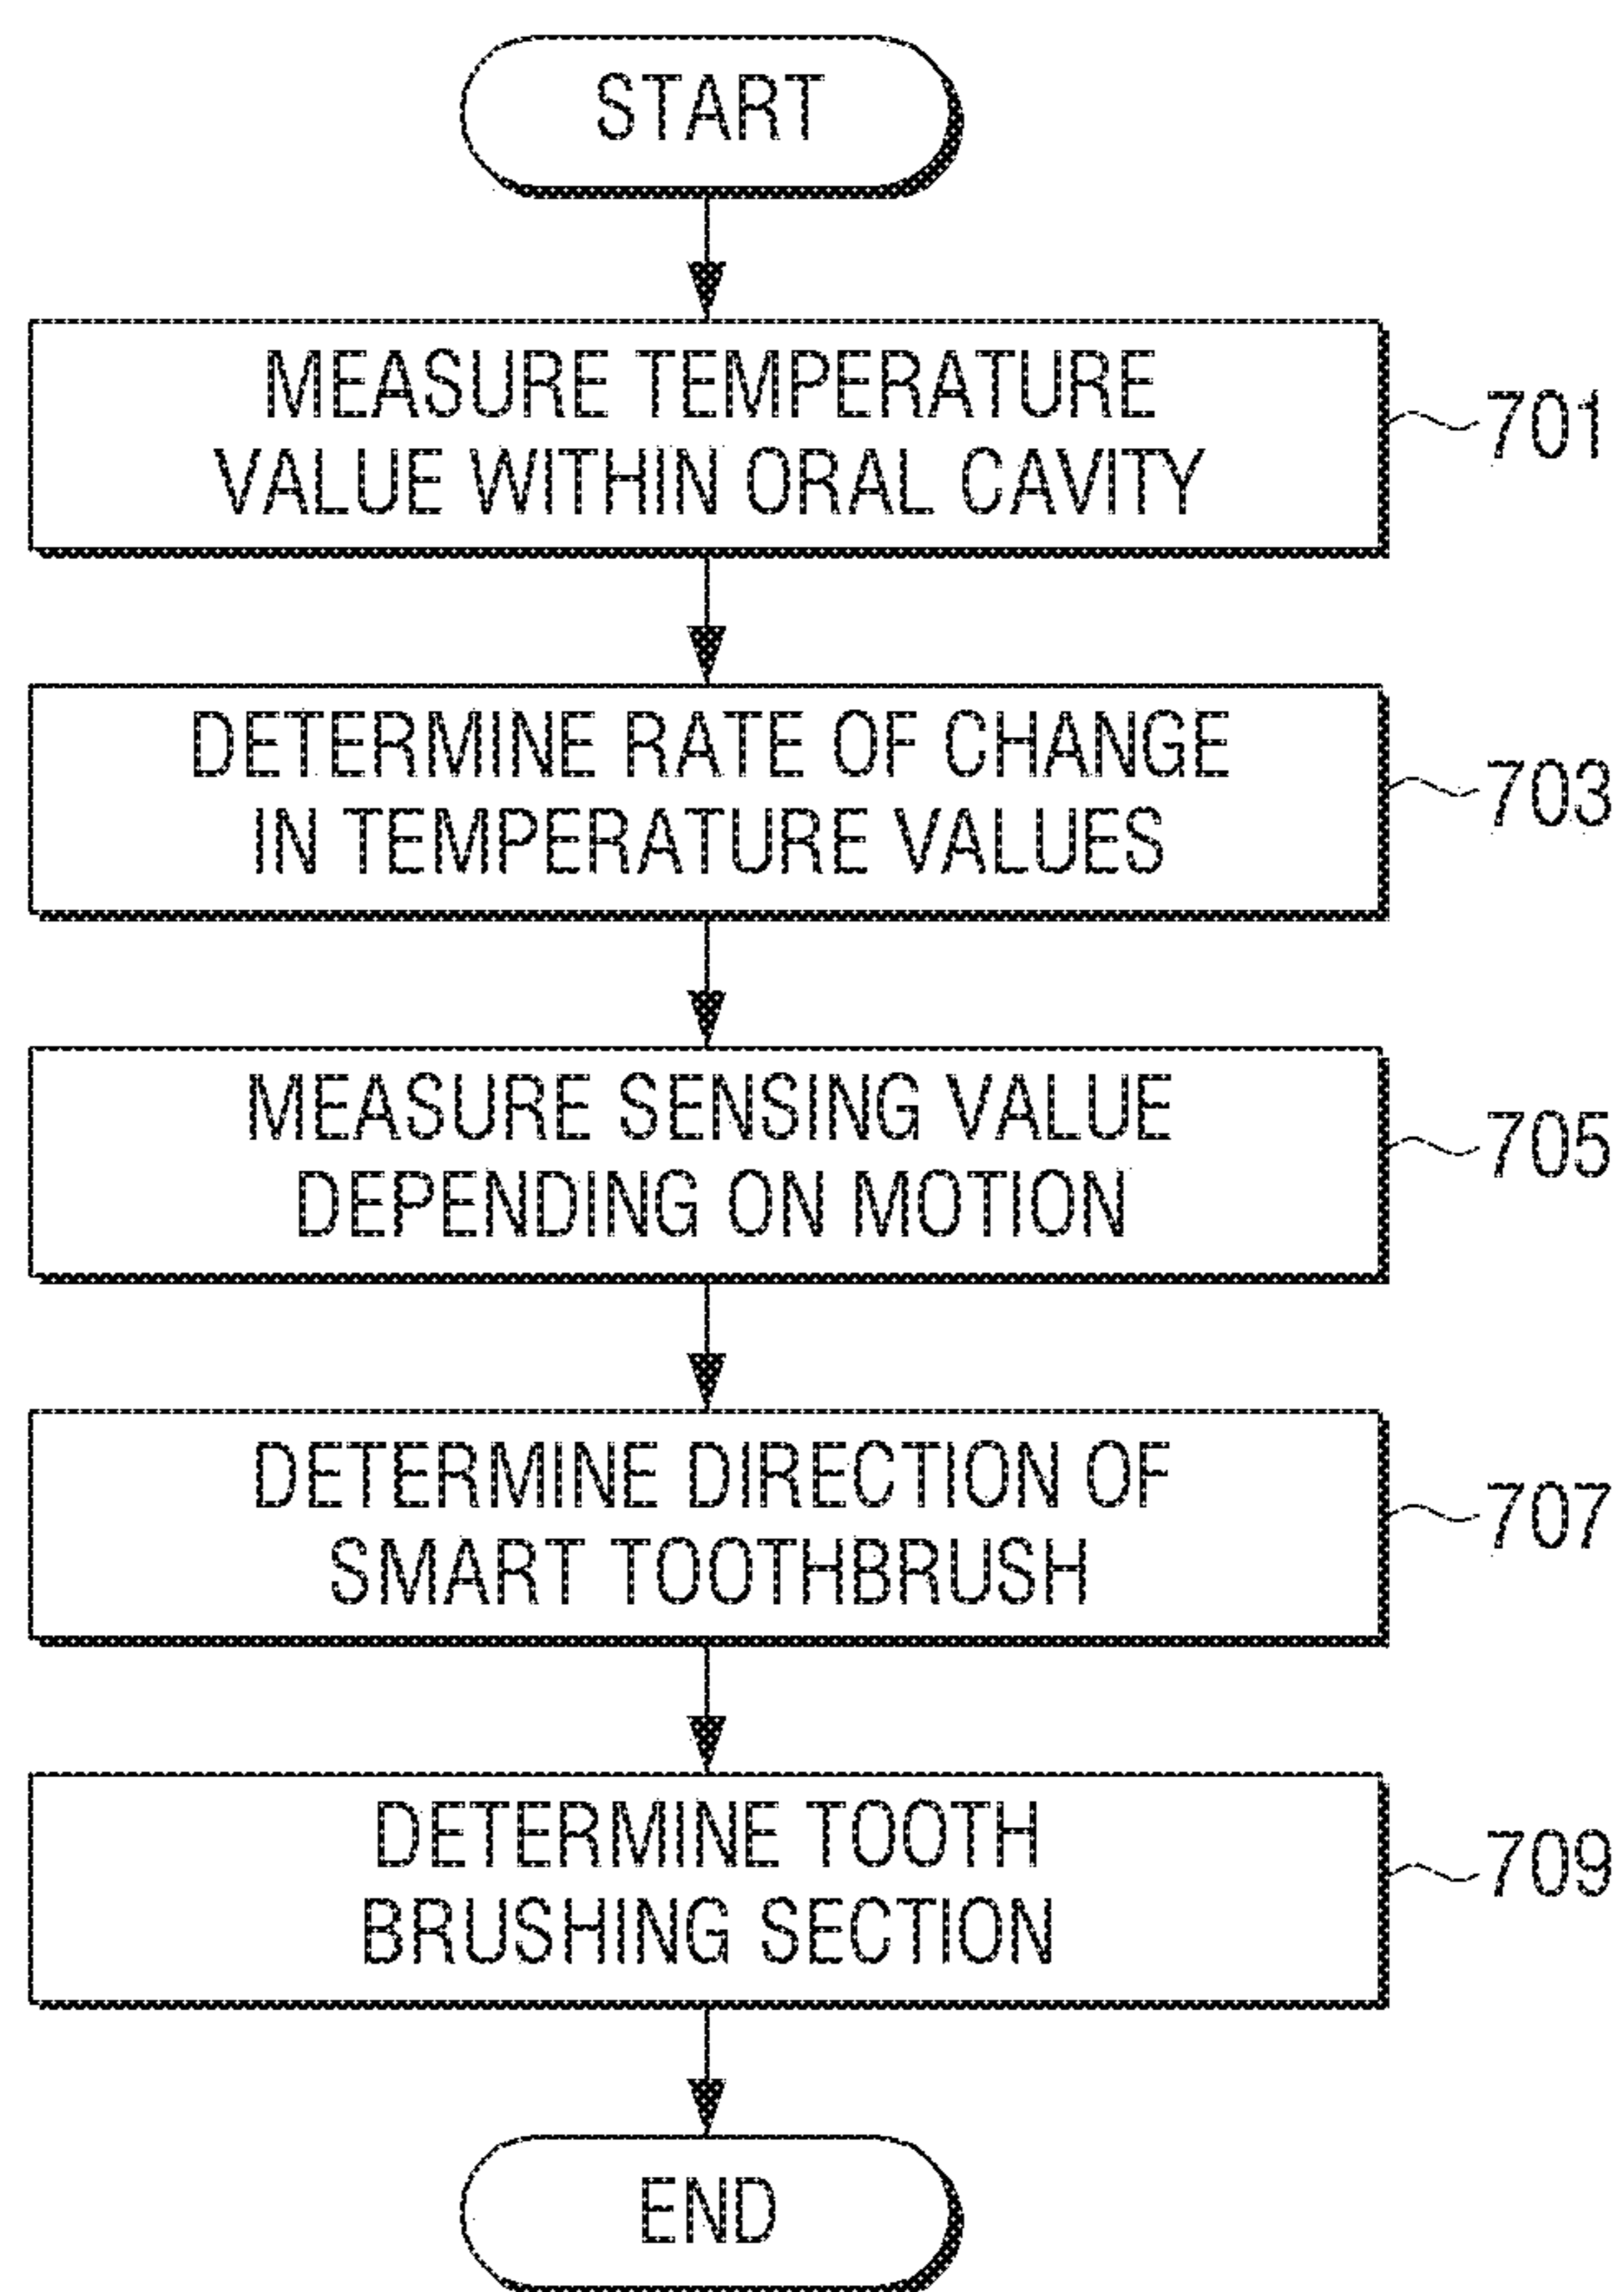 START
MEASURE TEMPERATURE
VALUE WITHIN ORAL CAVITY
701
DETERMINE RATE OF CHANGE
IN TEMPERATURE VALUES
703
MEASURE SENSING VALUE
DEPENDING ON MOTION
705
DETERMINE DIRECTION OF
SMART TOOTHBRUSH
707
DETERMINE TOOTH
BRUSHING SECTION
709
END